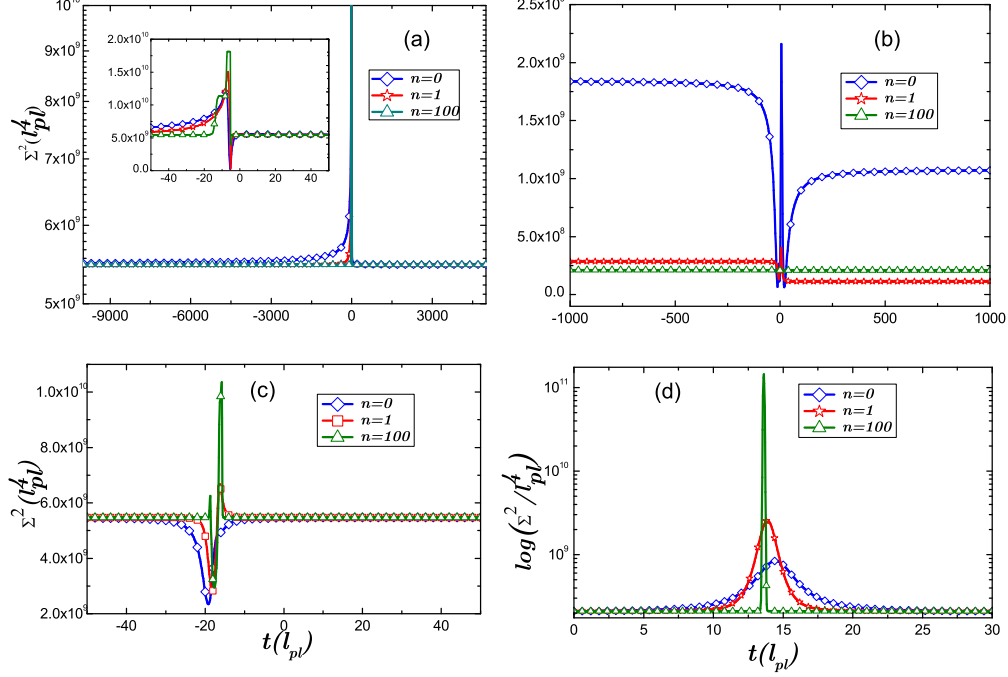 10x10⁹
9x10⁹
8x10⁹
7x10⁹
6x10⁹
5x10⁹
Σ²(l⁴pl)
-9000 -6000 -3000 0 3000
(a)
n=0
n=1
n=100
2.0x10¹⁰
1.5x10¹⁰
1.0x10¹⁰
5.0x10⁹
0.0
-40 -20 0 20 40
2.5x10⁹
2.0x10⁹
1.5x10⁹
1.0x10⁹
5.0x10⁸
0.0
-1000 -500 0 500 1000
(b)
n=0
n=1
n=100
1.0x10¹⁰
8.0x10⁹
6.0x10⁹
4.0x10⁹
2.0x10⁹
Σ²(l⁴pl)
-40 -20 0 20 40
t(lpl)
(c)
n=0
n=1
n=100
10¹¹
10¹⁰
10⁹
log(Σ²/l⁴pl)
0 5 10 15 20 25 30
t(lpl)
(d)
n=0
n=1
n=100